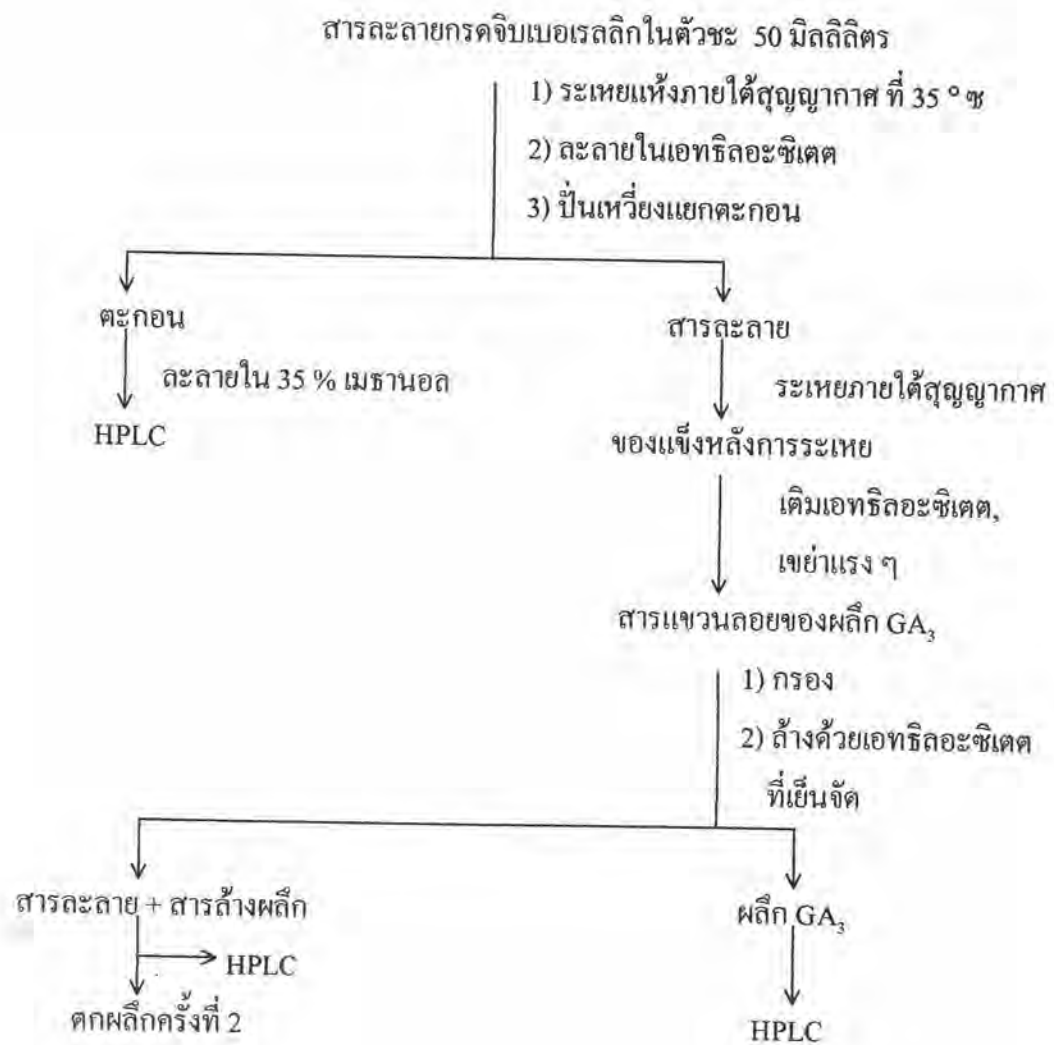 สารละลายกรดจิบเบอเรลลิกในตัวชะ 50 มิลลิลิตร
1) ระเหยแห้งภายใต้สุญญากาศ ที่ 35 ° ซ
2) ละลายในเอทธิลอะซิเตต
3) ปั่นเหวี่ยงแยกตะกอน
ตะกอน
สารละลาย
ละลายใน 35 % เมธานอล
ระเหยภายใต้สุญญากาศ
HPLC
ของแข็งหลังการระเหย
เติมเอทธิลอะซิเตต,
เขย่าแรง ๆ
สารแขวนลอยของผลึก GA₃
1) กรอง
2) ล้างด้วยเอทธิลอะซิเตต
ที่เย็นจัด
สารละลาย + สารล้างผลึก
ผลึก GA₃
HPLC
ตกผลึกครั้งที่ 2
HPLC